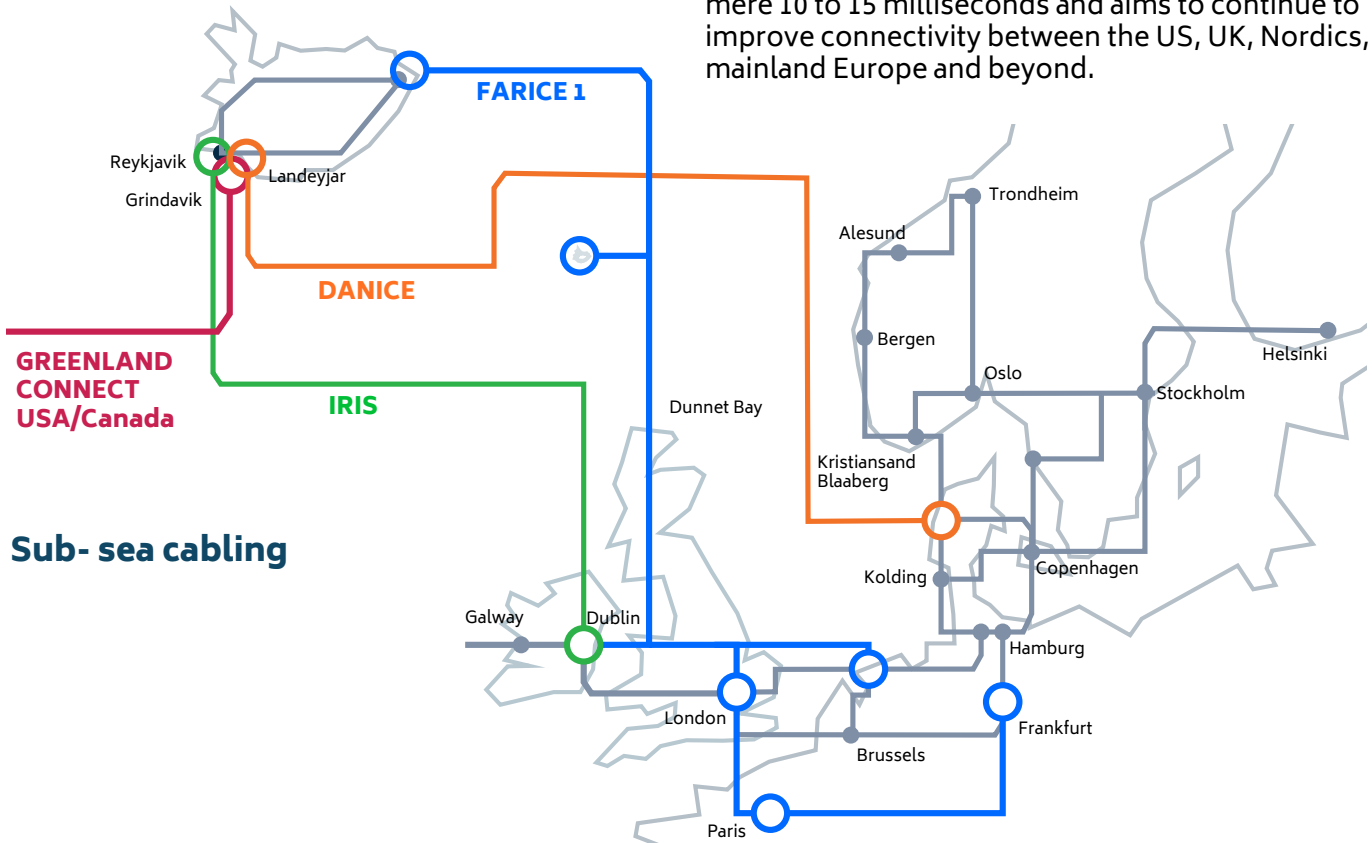 mere 10 to 15 milliseconds and aims to continue to
improve connectivity between the US, UK, Nordics,
mainland Europe and beyond.
FARICE 1
Reykjavik
Landeyjar
Grindavik
Trondheim
Alesund
DANICE
Bergen
Helsinki
GREENLAND
CONNECT
USA/Canada
Oslo
Stockholm
IRIS
Dunnet Bay
Kristiansand
Blaaberg
Sub- sea cabling
Kolding
Copenhagen
Galway
Dublin
Hamburg
London
Frankfurt
Brussels
Paris